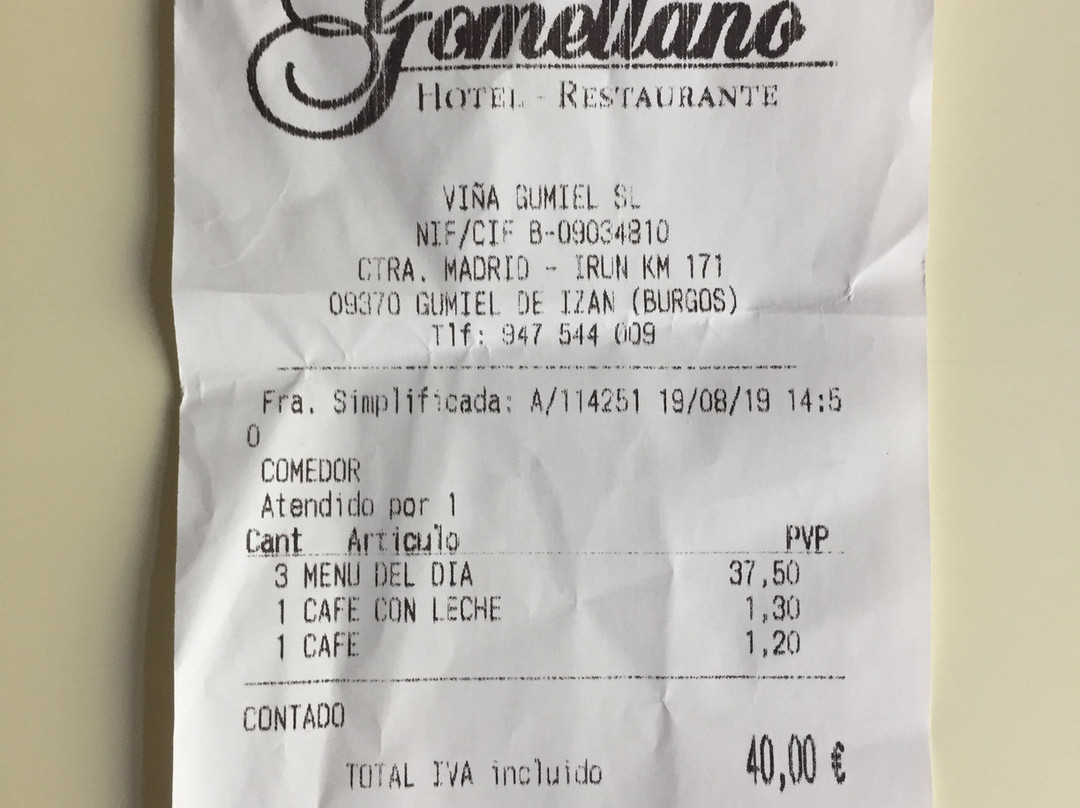 Gomellano
HOTEL - RESTAURANTE
VIÑA GUMIEL SL
NIF/CIF B-09034810
CTRA. MADRID - IRUN KM 171
09370 GUMIEL DE IZAN (BURGOS)
Tlf: 947 544 009
Fra. Simplificada: A/114251 19/08/19 14:5
0
COMEDOR
Atendido por 1
Cant Articulo PVP
3 MENU DEL DIA 37,50
1 CAFE CON LECHE 1,30
1 CAFE 1,20
CONTADO
TOTAL IVA incluido 40,00 €